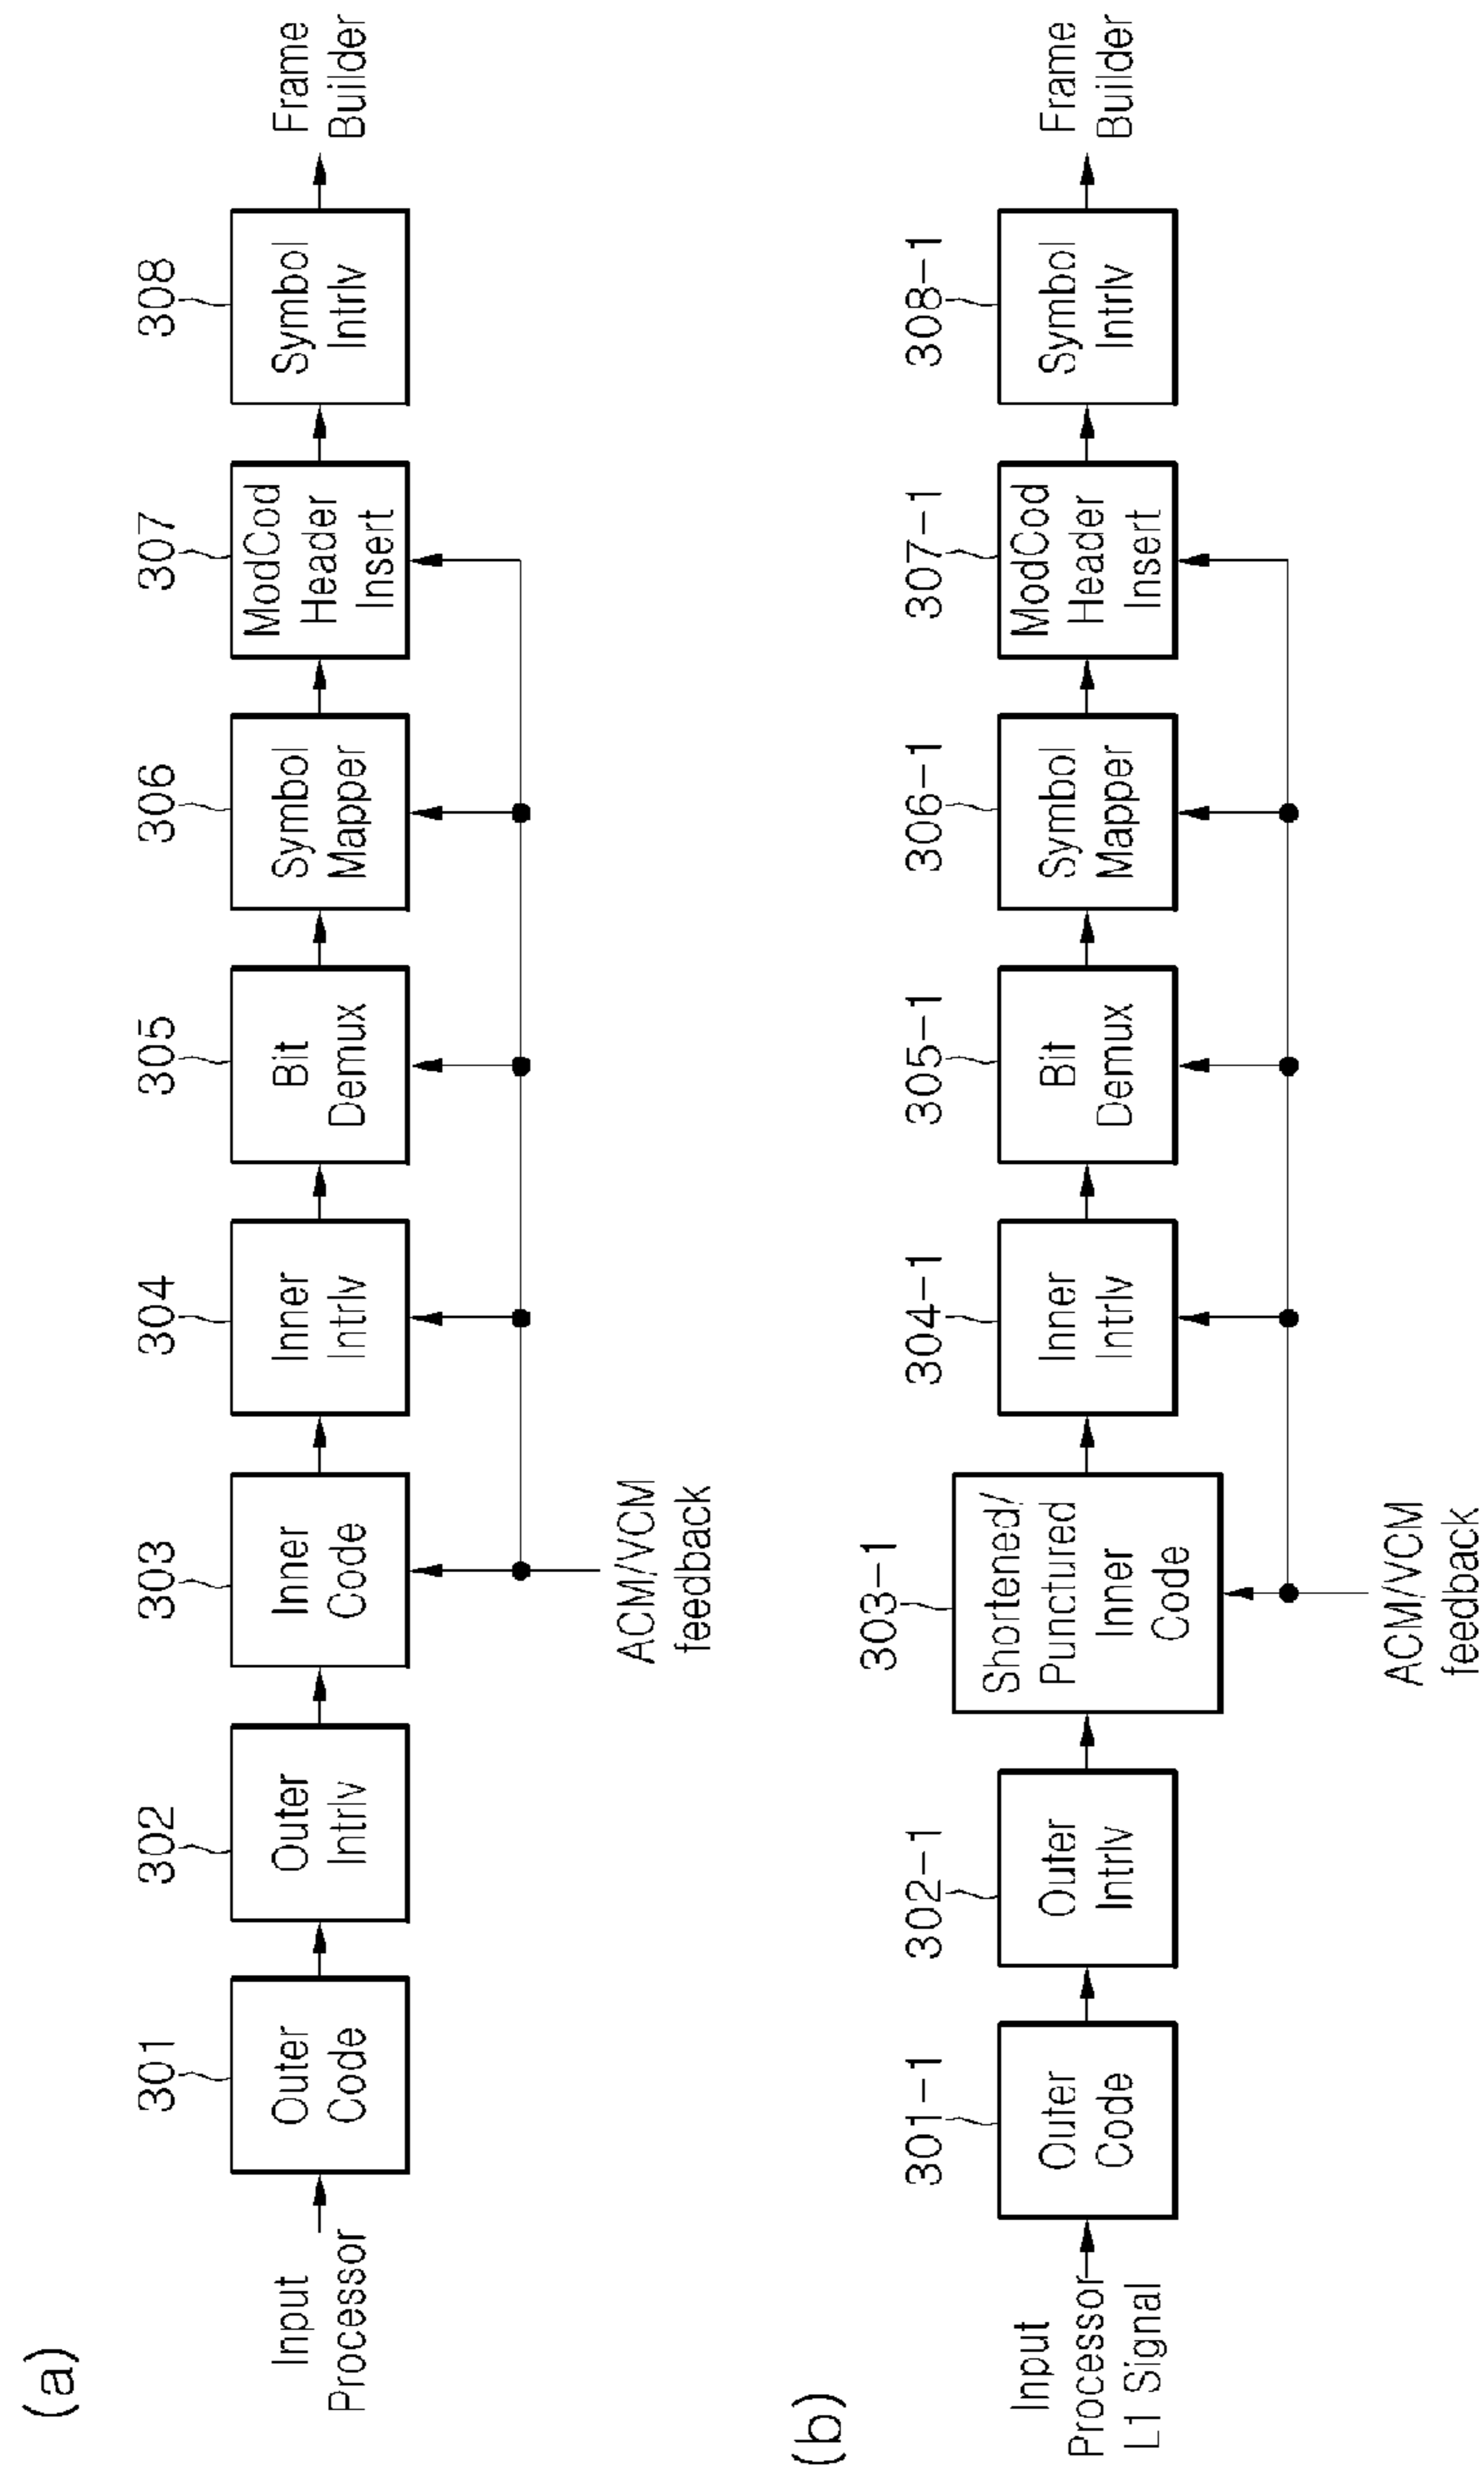 (a)
Input
Processor
301
Outer
Code
302
Outer
Intrlv
303
Inner
Code
304
Inner
Intrlv
305
Bit
Demux
306
Symbol
Mapper
307
ModCod
Header
Insert
308
Symbol
Intrlv
Frame
Builder
ACM/VCM
feedback
(b)
Input
Processor
L1 Signal
301-1
Outer
Code
302-1
Outer
Intrlv
303-1
Shortened/
Punctured
Inner
Code
304-1
Inner
Intrlv
305-1
Bit
Demux
306-1
Symbol
Mapper
307-1
ModCod
Header
Insert
308-1
Symbol
Intrlv
Frame
Builder
ACM/VCM
feedback